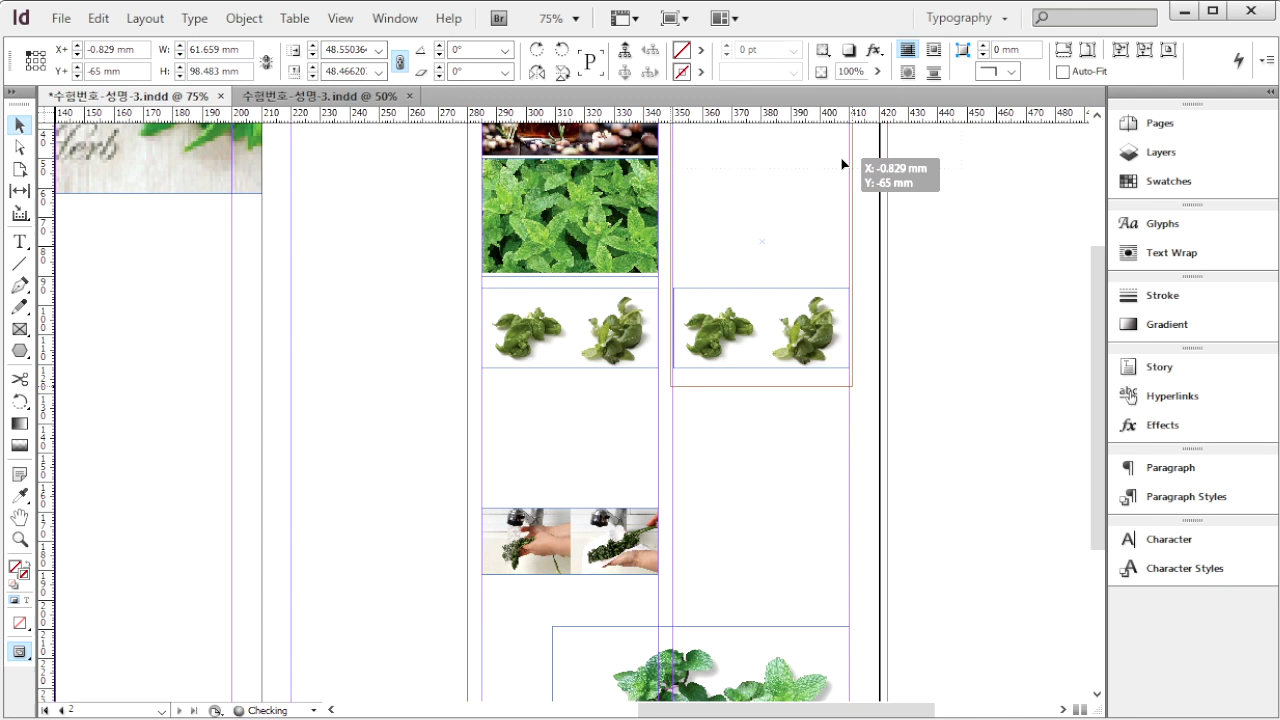 Id File Edit Layout Type Object Table View Window Help Br 75% Typography
X+ -0.829 mm W: 61.659 mm 48.55036 0° P 0 pt fx. 0 mm
Y+ -65 mm H: 98.483 mm 48.46620 0° 100% Auto-Fit
*수험번호-성명-3.indd @ 75% × 수험번호-성명-3.indd @ 50% ×
140 150 160 170 180 190 200 210 220 230 240 250 260 270 280 290 300 310 320 330 340 350 360 370 380 390 400 410 420 430 440 450 460 470 480
X: -0.829 mm
Y: -65 mm
Pages
Layers
Swatches
Glyphs
Text Wrap
Stroke
Gradient
Story
Hyperlinks
Effects
Paragraph
Paragraph Styles
Character
Character Styles
2 Checking